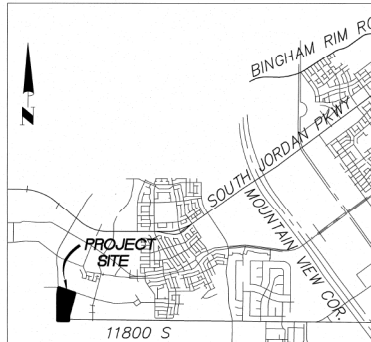 BINGHAM RIM RO
N
SOUTH JORDAN PKWY
MOUNTAIN VIEW COR.
PROJECT
SITE
11800 S